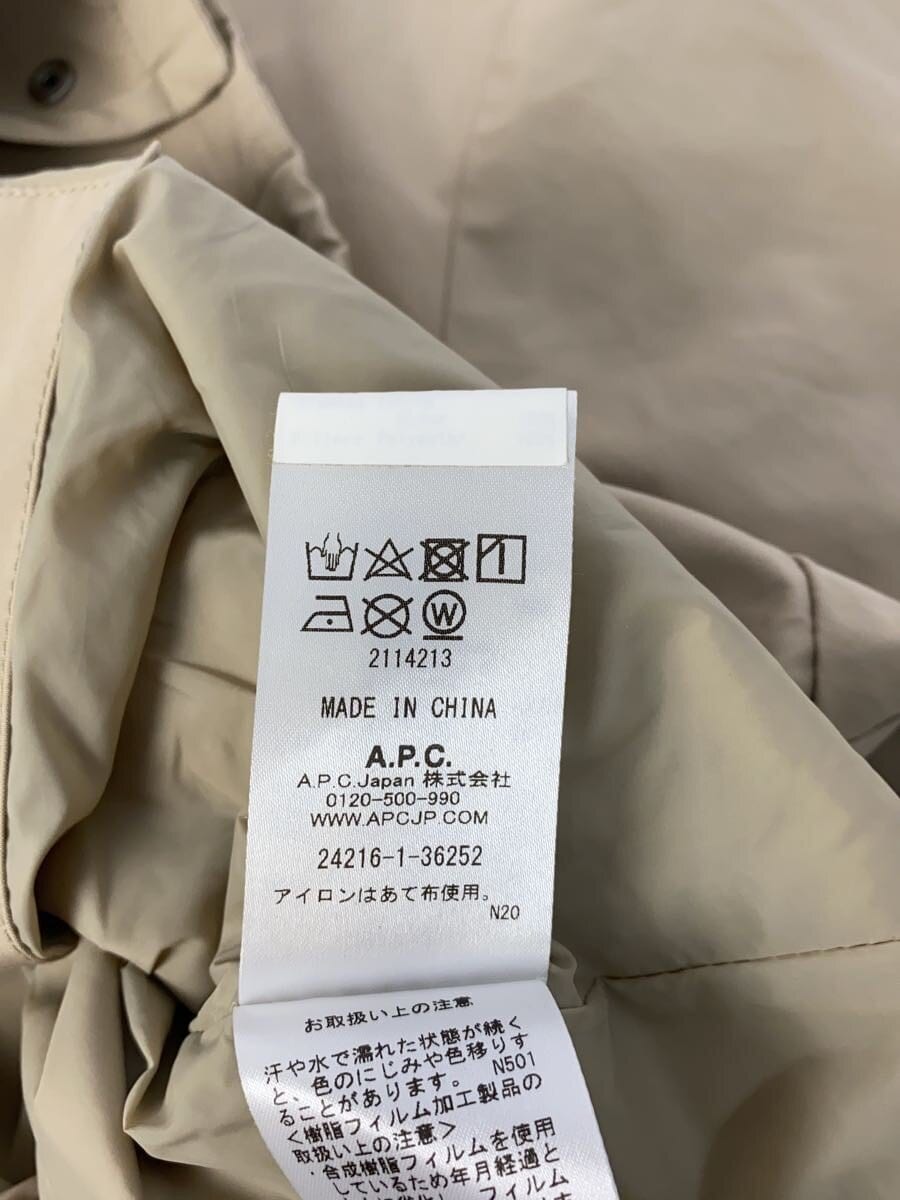 W
2114213
MADE IN CHINA
A.P.C.
A.P.C.Japan 株式会社
0120-500-990
WWW.APCJP.COM
24216-1-36252
アイロンはあて布使用。
N20
お取扱い上の注意
汗や水で濡れた状態が続く
と、色のにじみや色移りす
ることがあります。 N501
<樹脂フィルム加工製品の
取扱い上の注意>
・合成樹脂フィルムを使用
しているため年月経過と
フィルム